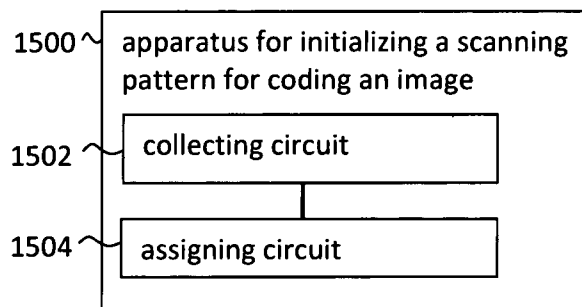 1500 apparatus for initializing a scanning
pattern for coding an image
1502 collecting circuit
1504 assigning circuit